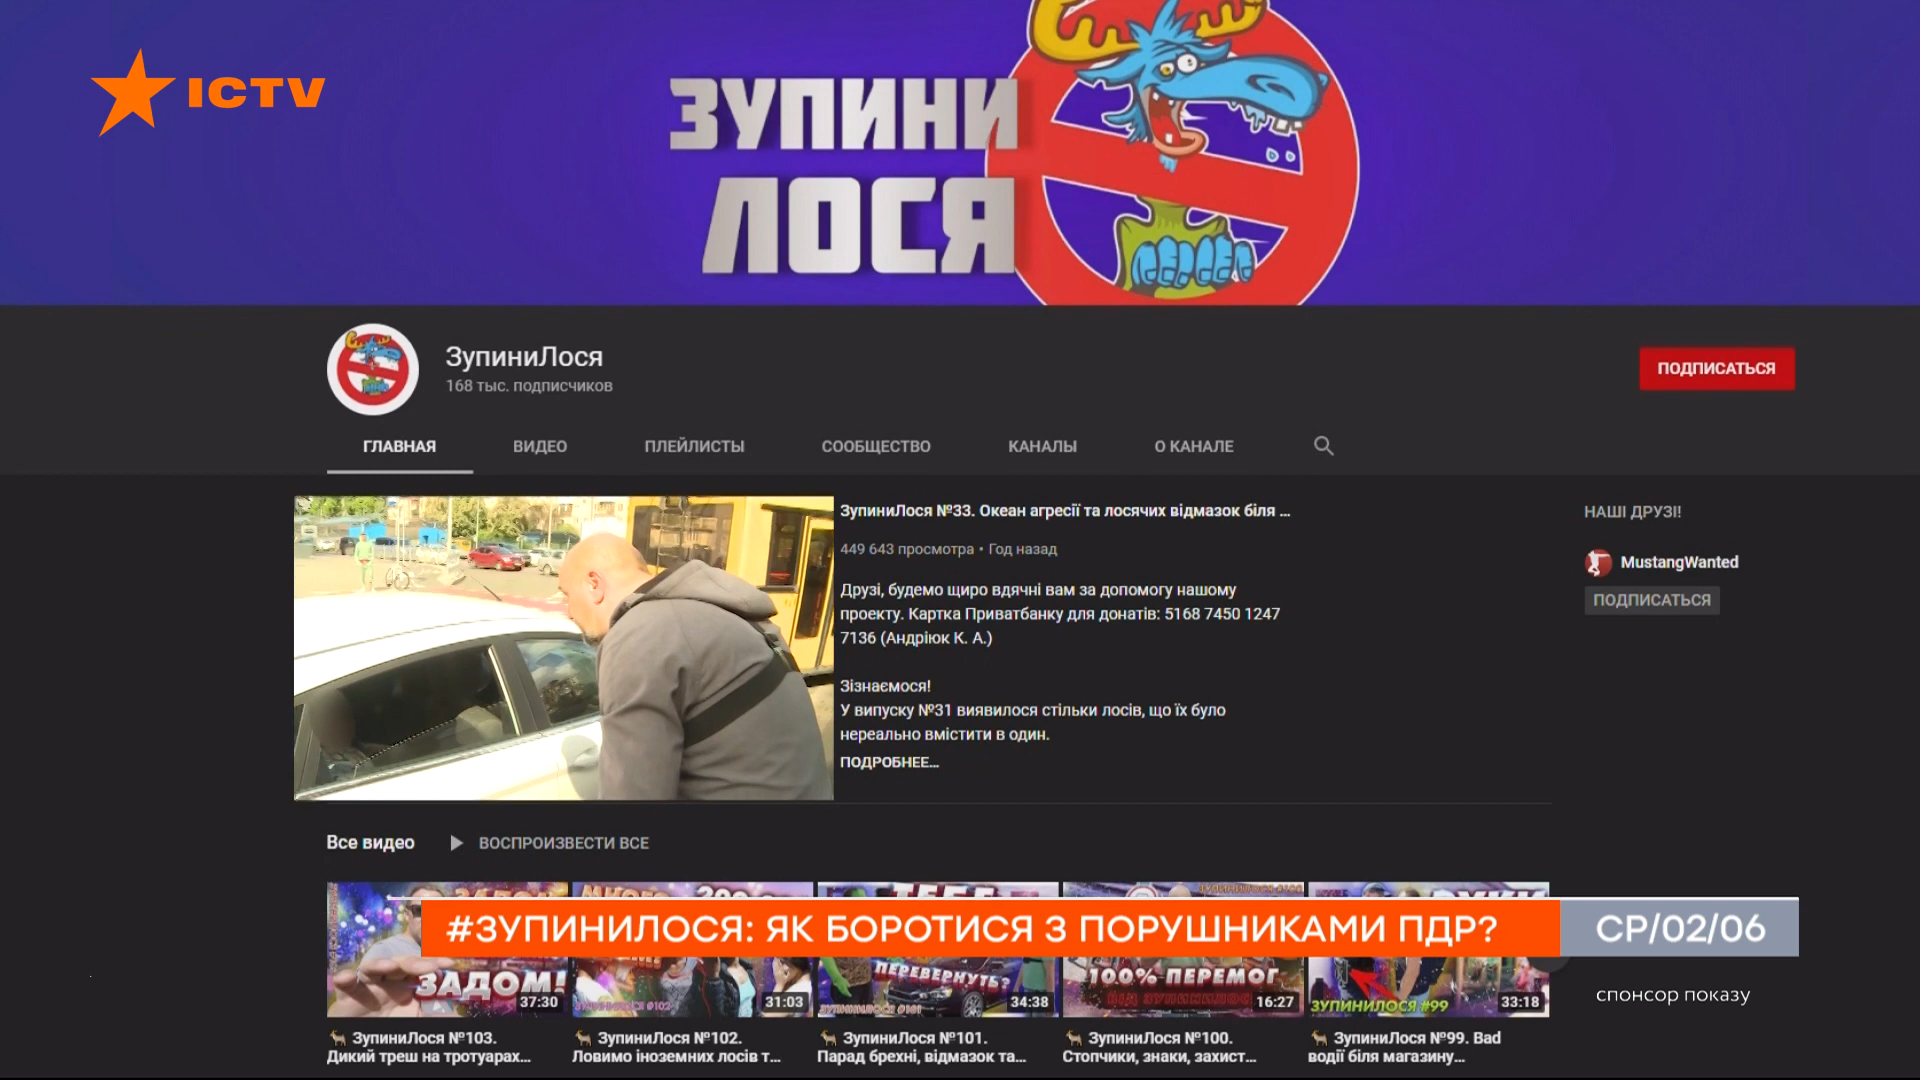 ICTV
ЗУПИНИ
ЛОСЯ
ЗупиниЛося
168 тыс. подписчиков
ПОДПИСАТЬСЯ
ГЛАВНАЯ ВИДЕО ПЛЕЙЛИСТЫ СООБЩЕСТВО КАНАЛЫ О КАНАЛЕ
ЗупиниЛося №33. Океан агресії та лосячих відмазок біля ...
449 643 просмотра • Год назад
Друзі, будемо щиро вдячні вам за допомогу нашому
проекту. Картка Приватбанку для донатів: 5168 7450 1247
7136 (Андріюк К. А.)
Зізнаємося!
У випуску №31 виявилося стільки лосів, що їх було
нереально вмістити в один.
ПОДРОБНЕЕ...
НАШІ ДРУЗІ!
MustangWanted
ПОДПИСАТЬСЯ
Все видео ВОСПРОИЗВЕСТИ ВСЕ
#ЗУПИНИЛОСЯ: ЯК БОРОТИСЯ З ПОРУШНИКАМИ ПДР? СР/02/06
ЗАДОМ! ПЕРЕВЕРНУТЬ? 100% ПЕРЕМОГ
ЗУПИНИЛОСЯ #99
37:30 31:03 34:38 16:27 33:18
спонсор показу
ЗупиниЛося №103. ЗупиниЛося №102. ЗупиниЛося №101. ЗупиниЛося №100. ЗупиниЛося №99. Bad
Дикий треш на тротуарах... Ловимо іноземних лосів т... Парад брехні, відмазок та... Стопчики, знаки, захист... водії біля магазину...